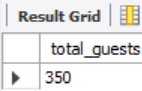 Result Grid
total_guests
350